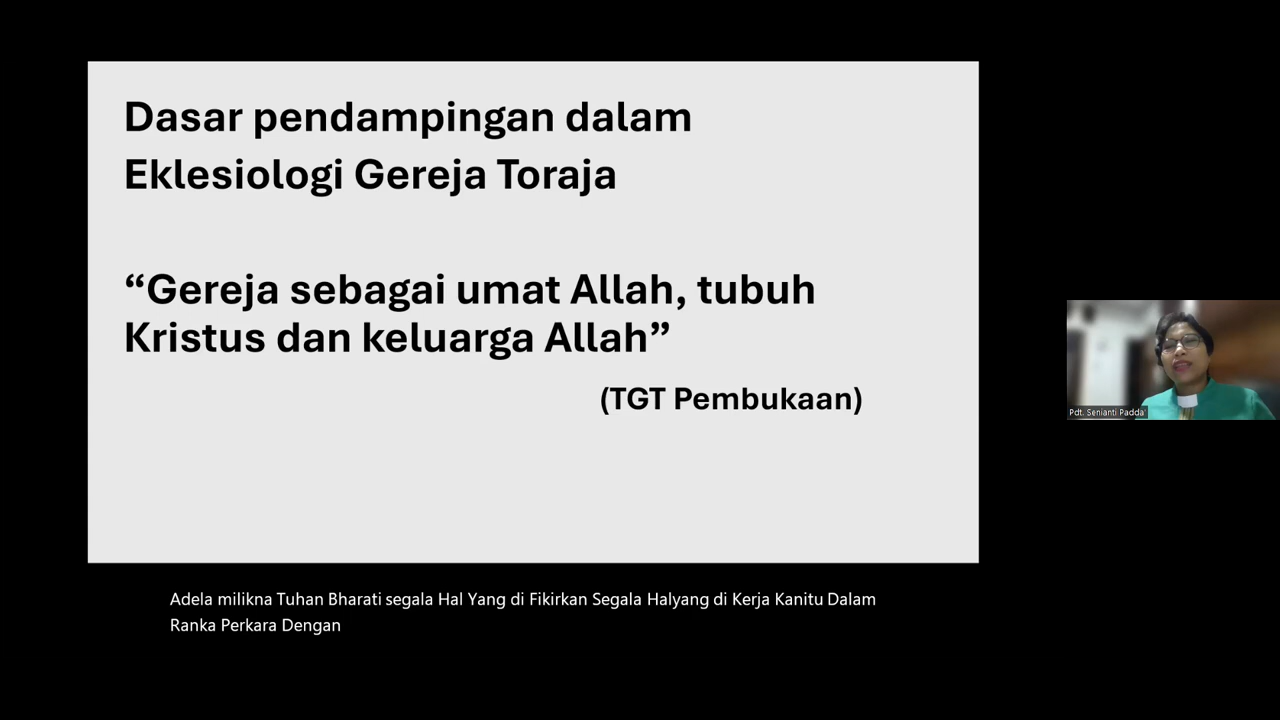 Dasar pendampingan dalam
Eklesiologi Gereja Toraja
“Gereja sebagai umat Allah, tubuh
Kristus dan keluarga Allah”
(TGT Pembukaan)
Pdt. Senianti Padda'
Adela milikna Tuhan Bharati segala Hal Yang di Fikirkan Segala Halyang di Kerja Kanitu Dalam
Ranka Perkara Dengan